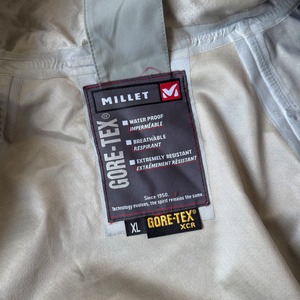 MILLET
GORE-TEX®
WATER PROOF
IMPERMÉABLE
BREATHABLE
RESPIRANT
EXTREMELY RESISTANT
EXTRÊMEMENT RÉSISTANT
Since 1950.
Technology evolves, the spirit remains the same.
XL
GORE-TEX®
XCR